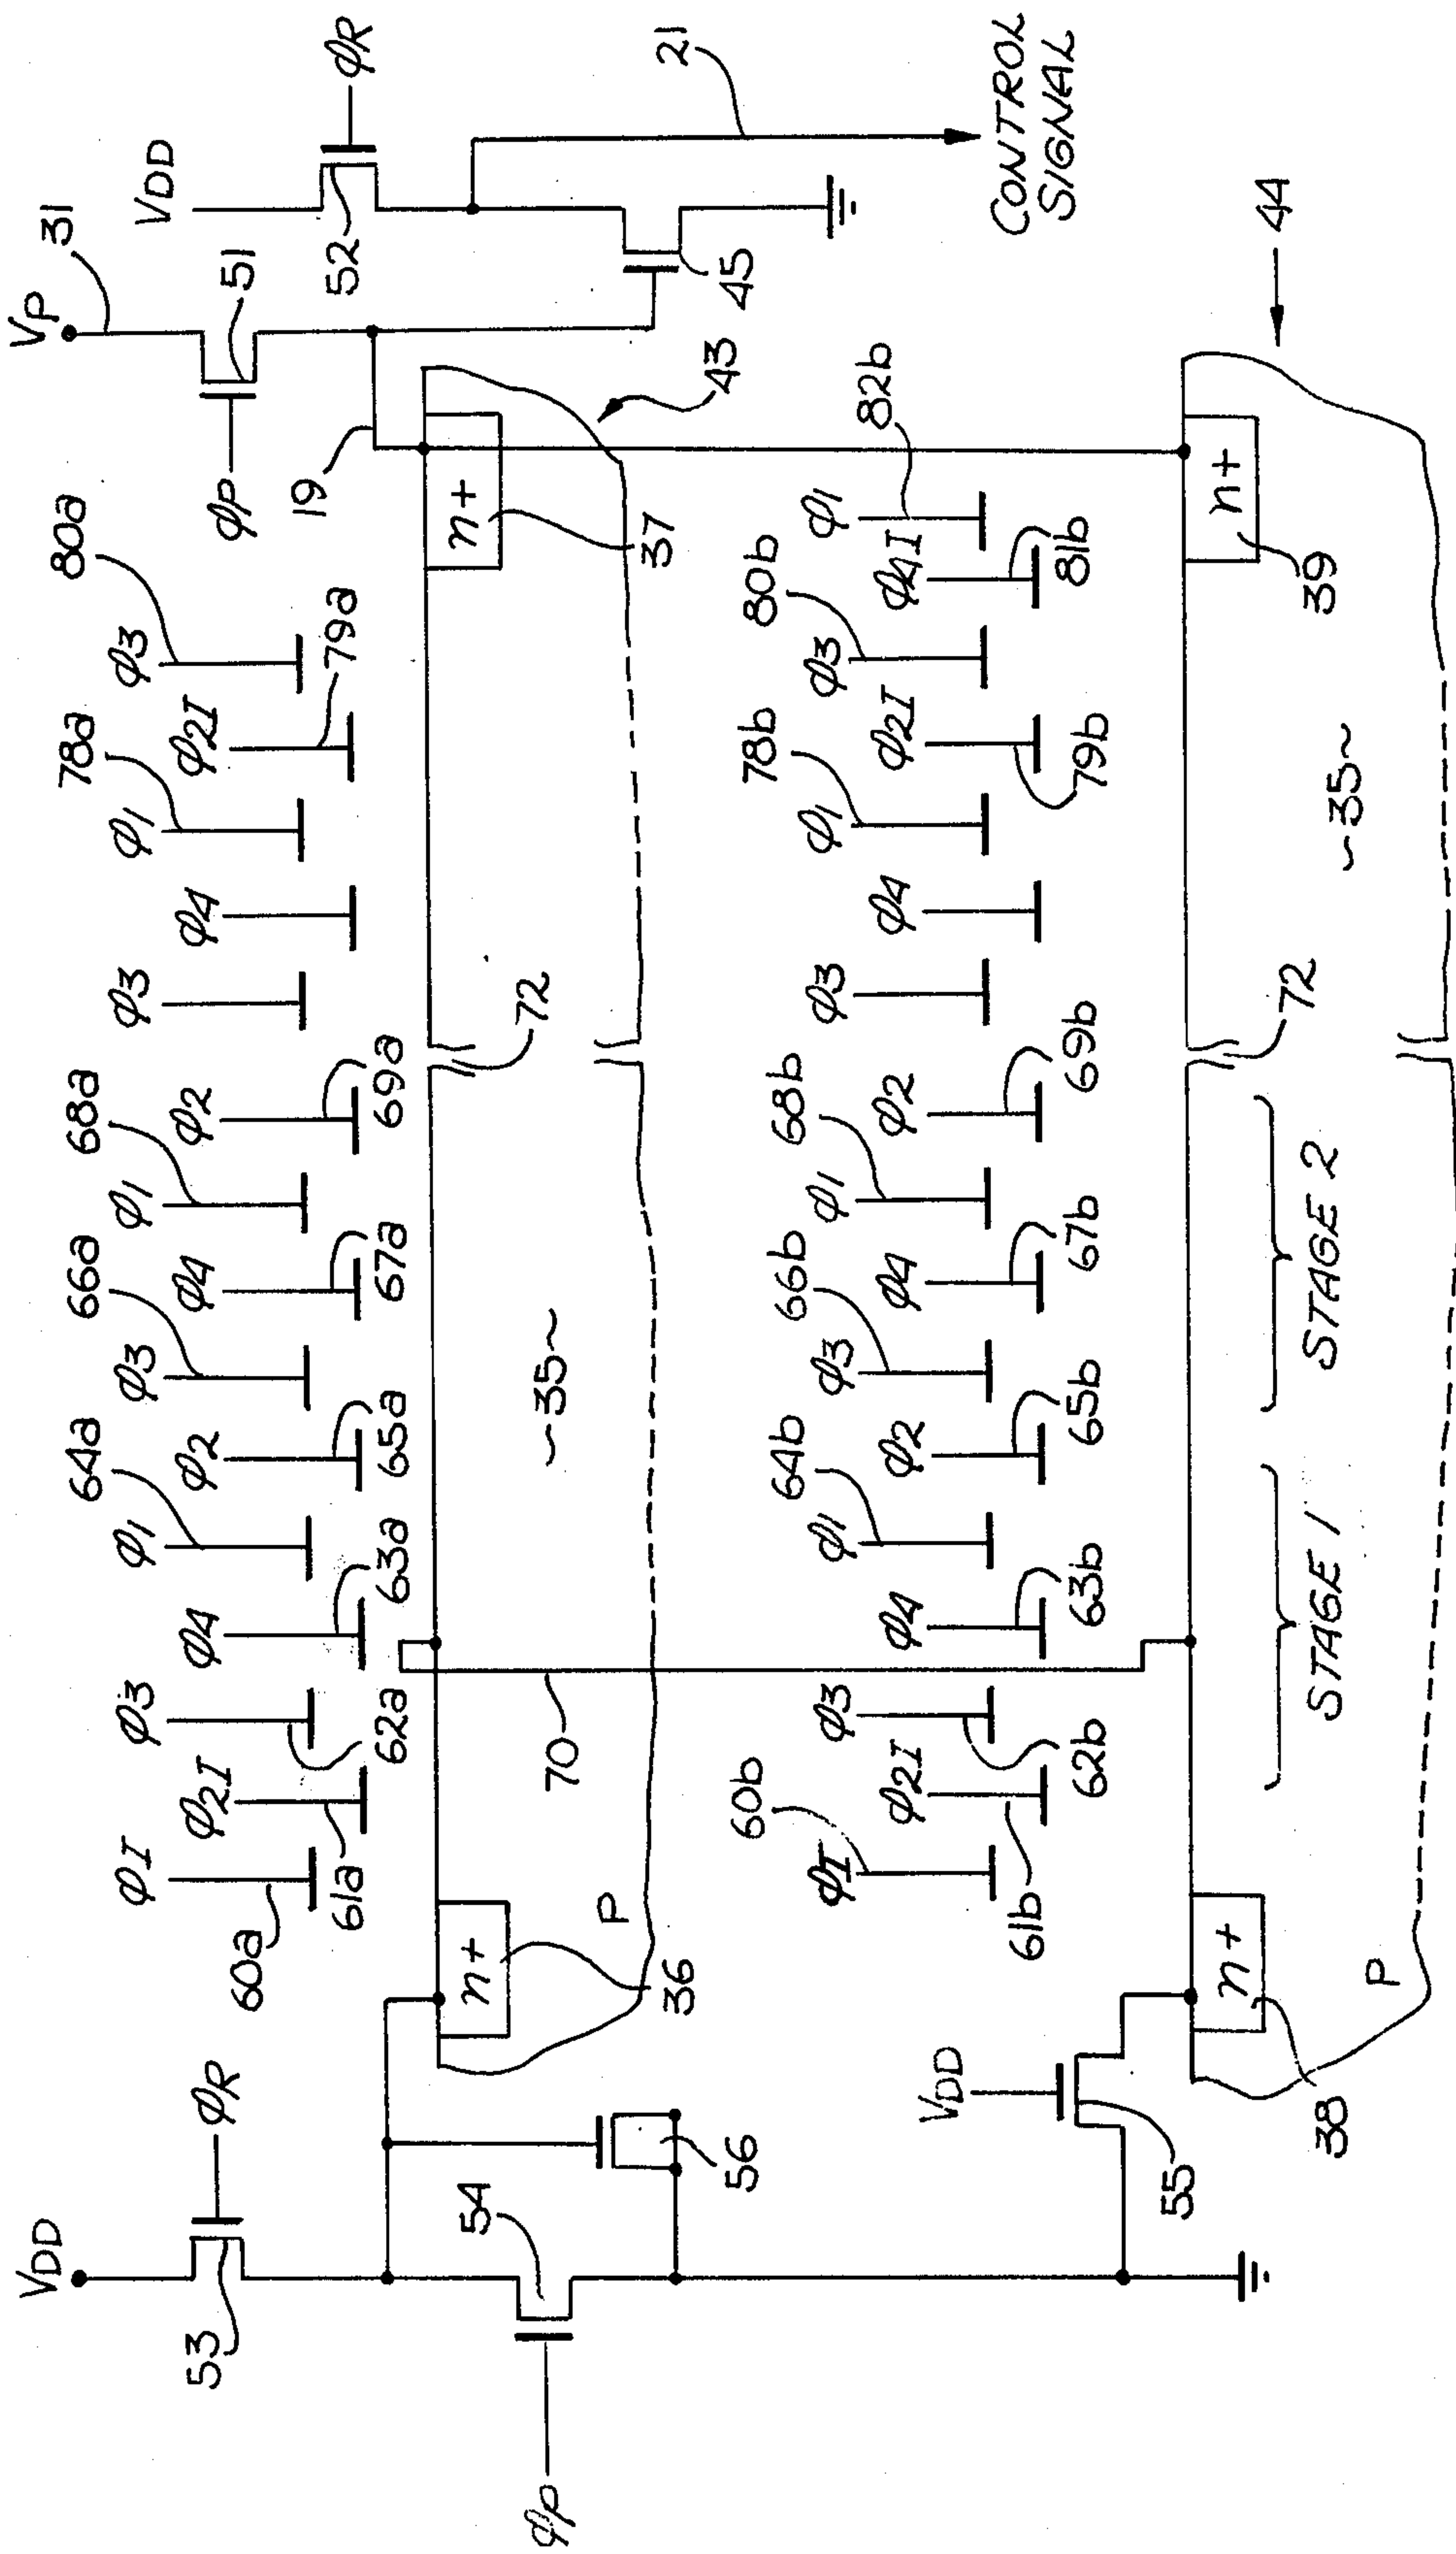 VDD
53
φR
φP
54
56
VDD
55
φI
60a
φ2I
61a
φ3
62a
φ4
63a
φ1
64a
φ2
65a
φ3
66a
φ4
67a
φ1
68a
φ2
69a
φ3
φ4
φ1
78a
φ2I
79a
φ3
80a
n+
36
P
70
~35~
72
n+
37
43
19
φP
51
VP
31
VDD
52
φR
45
21
CONTROL
SIGNAL
φI
60b
φ2I
61b
φ3
62b
φ4
63b
φ1
64b
φ2
65b
φ3
66b
φ4
67b
φ1
68b
φ2
69b
φ3
φ4
φ1
78b
φ2I
79b
φ3
80b
φ4I
81b
φ1
82b
n+
38
P
STAGE 1
STAGE 2
72
~35~
n+
39
44